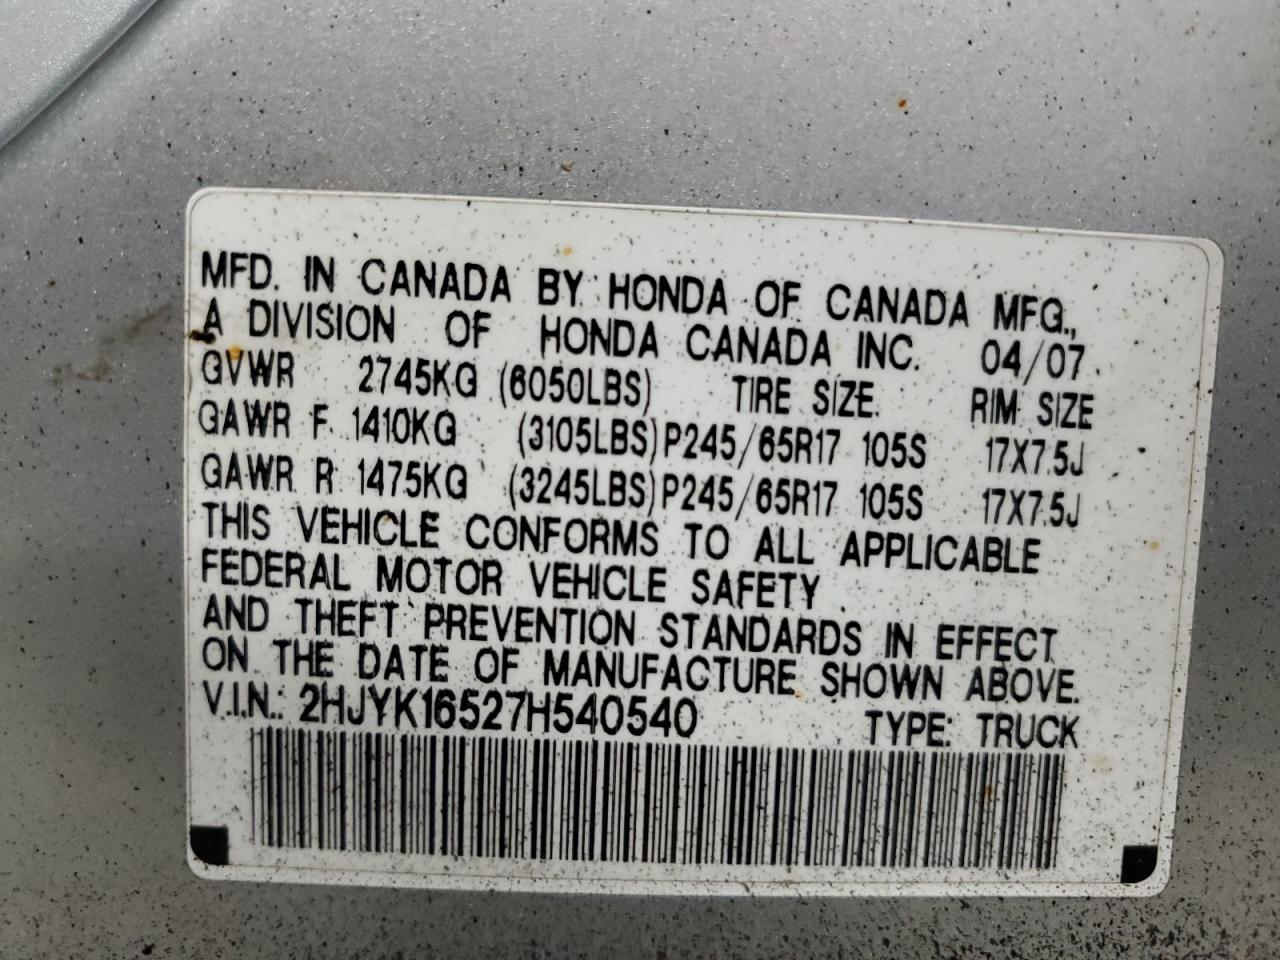 MFD. IN CANADA BY HONDA OF CANADA MFG.,
A DIVISION OF HONDA CANADA INC. 04/07
GVWR 2745KG (6050LBS) TIRE SIZE RIM SIZE
GAWR F 1410KG (3105LBS) P245/65R17 105S 17X7.5J
GAWR R 1475KG (3245LBS) P245/65R17 105S 17X7.5J
THIS VEHICLE CONFORMS TO ALL APPLICABLE
FEDERAL MOTOR VEHICLE SAFETY
AND THEFT PREVENTION STANDARDS IN EFFECT
ON THE DATE OF MANUFACTURE SHOWN ABOVE.
V.I.N.: 2HJYK16527H540540 TYPE: TRUCK